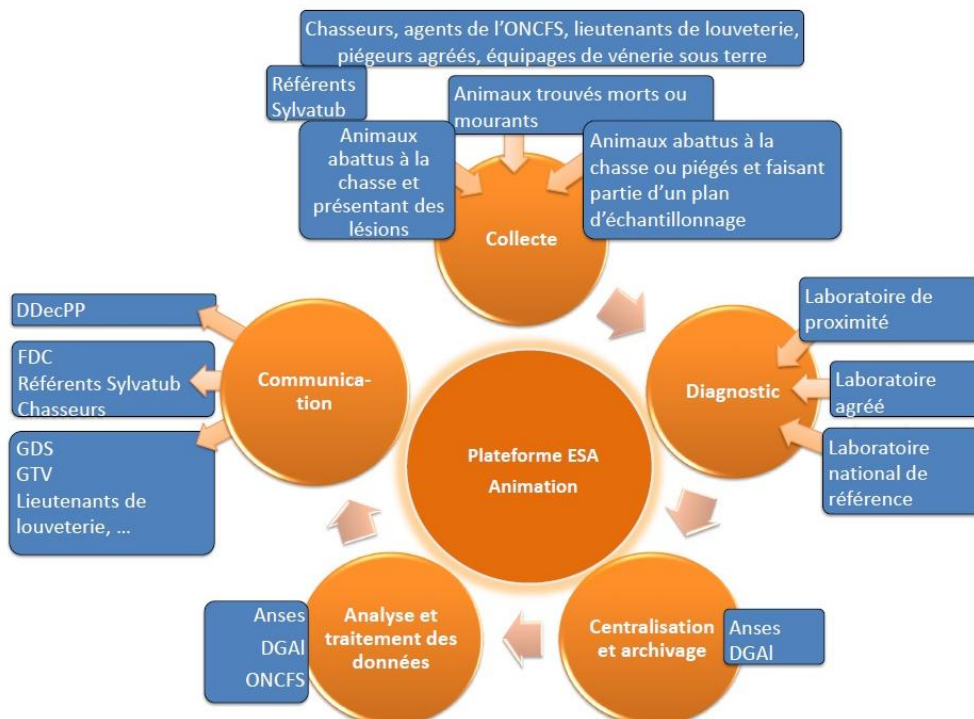 Chasseurs, agents de l'ONCFS, lieutenants de louveterie,
piégeurs agréés, équipages de vénerie sous terre
Référents
Sylvatub
Animaux trouvés morts ou
mourants
Animaux
abattus à la
chasse et
présentant des
lésions
Animaux abattus à la
chasse ou piégés et faisant
partie d'un plan
d'échantillonnage
Collecte
Laboratoire de
proximité
Laboratoire
agréé
Laboratoire
national de
référence
Diagnostic
DDecPP
FDC
Référents Sylvatub
Chasseurs
GDS
GTV
Lieutenants de
louveterie, …
Communica-
tion
Plateforme ESA
Animation
Centralisation
et archivage
Anses
DGAl
Analyse et
traitement des
données
Anses
DGAl
ONCFS